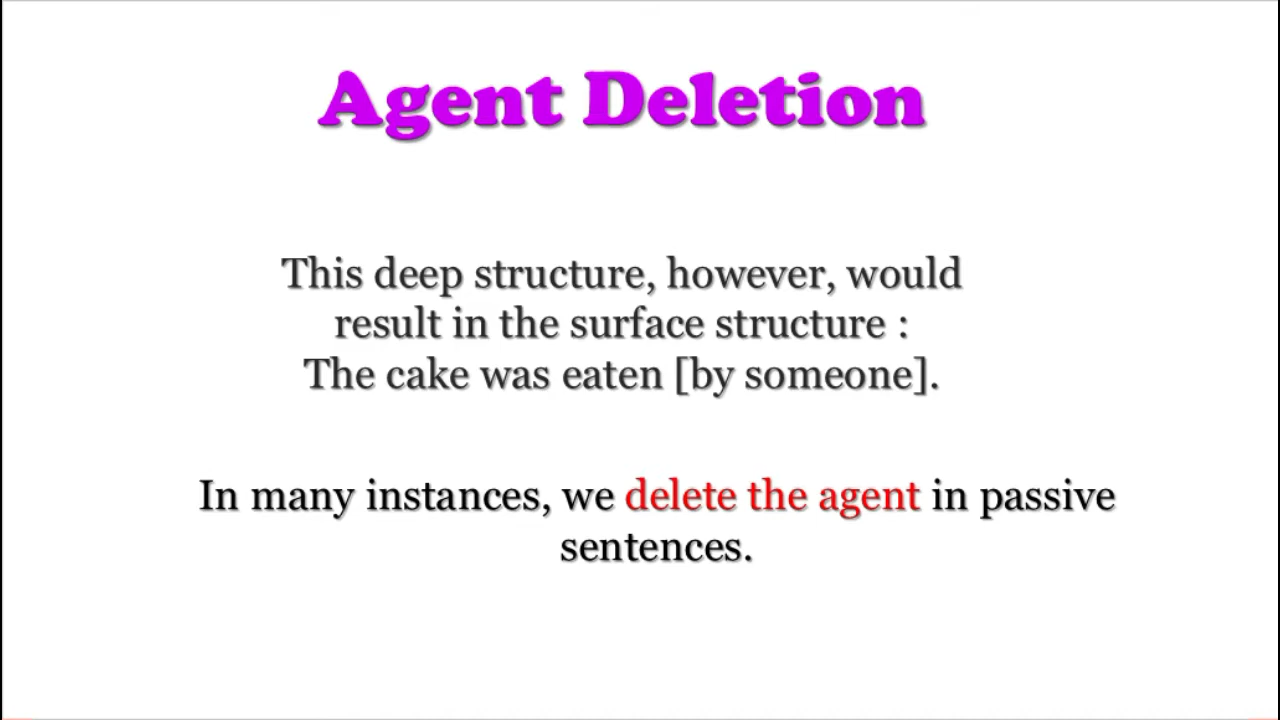 Agent Deletion
This deep structure, however, would
result in the surface structure :
The cake was eaten [by someone].
In many instances, we delete the agent in passive
sentences.